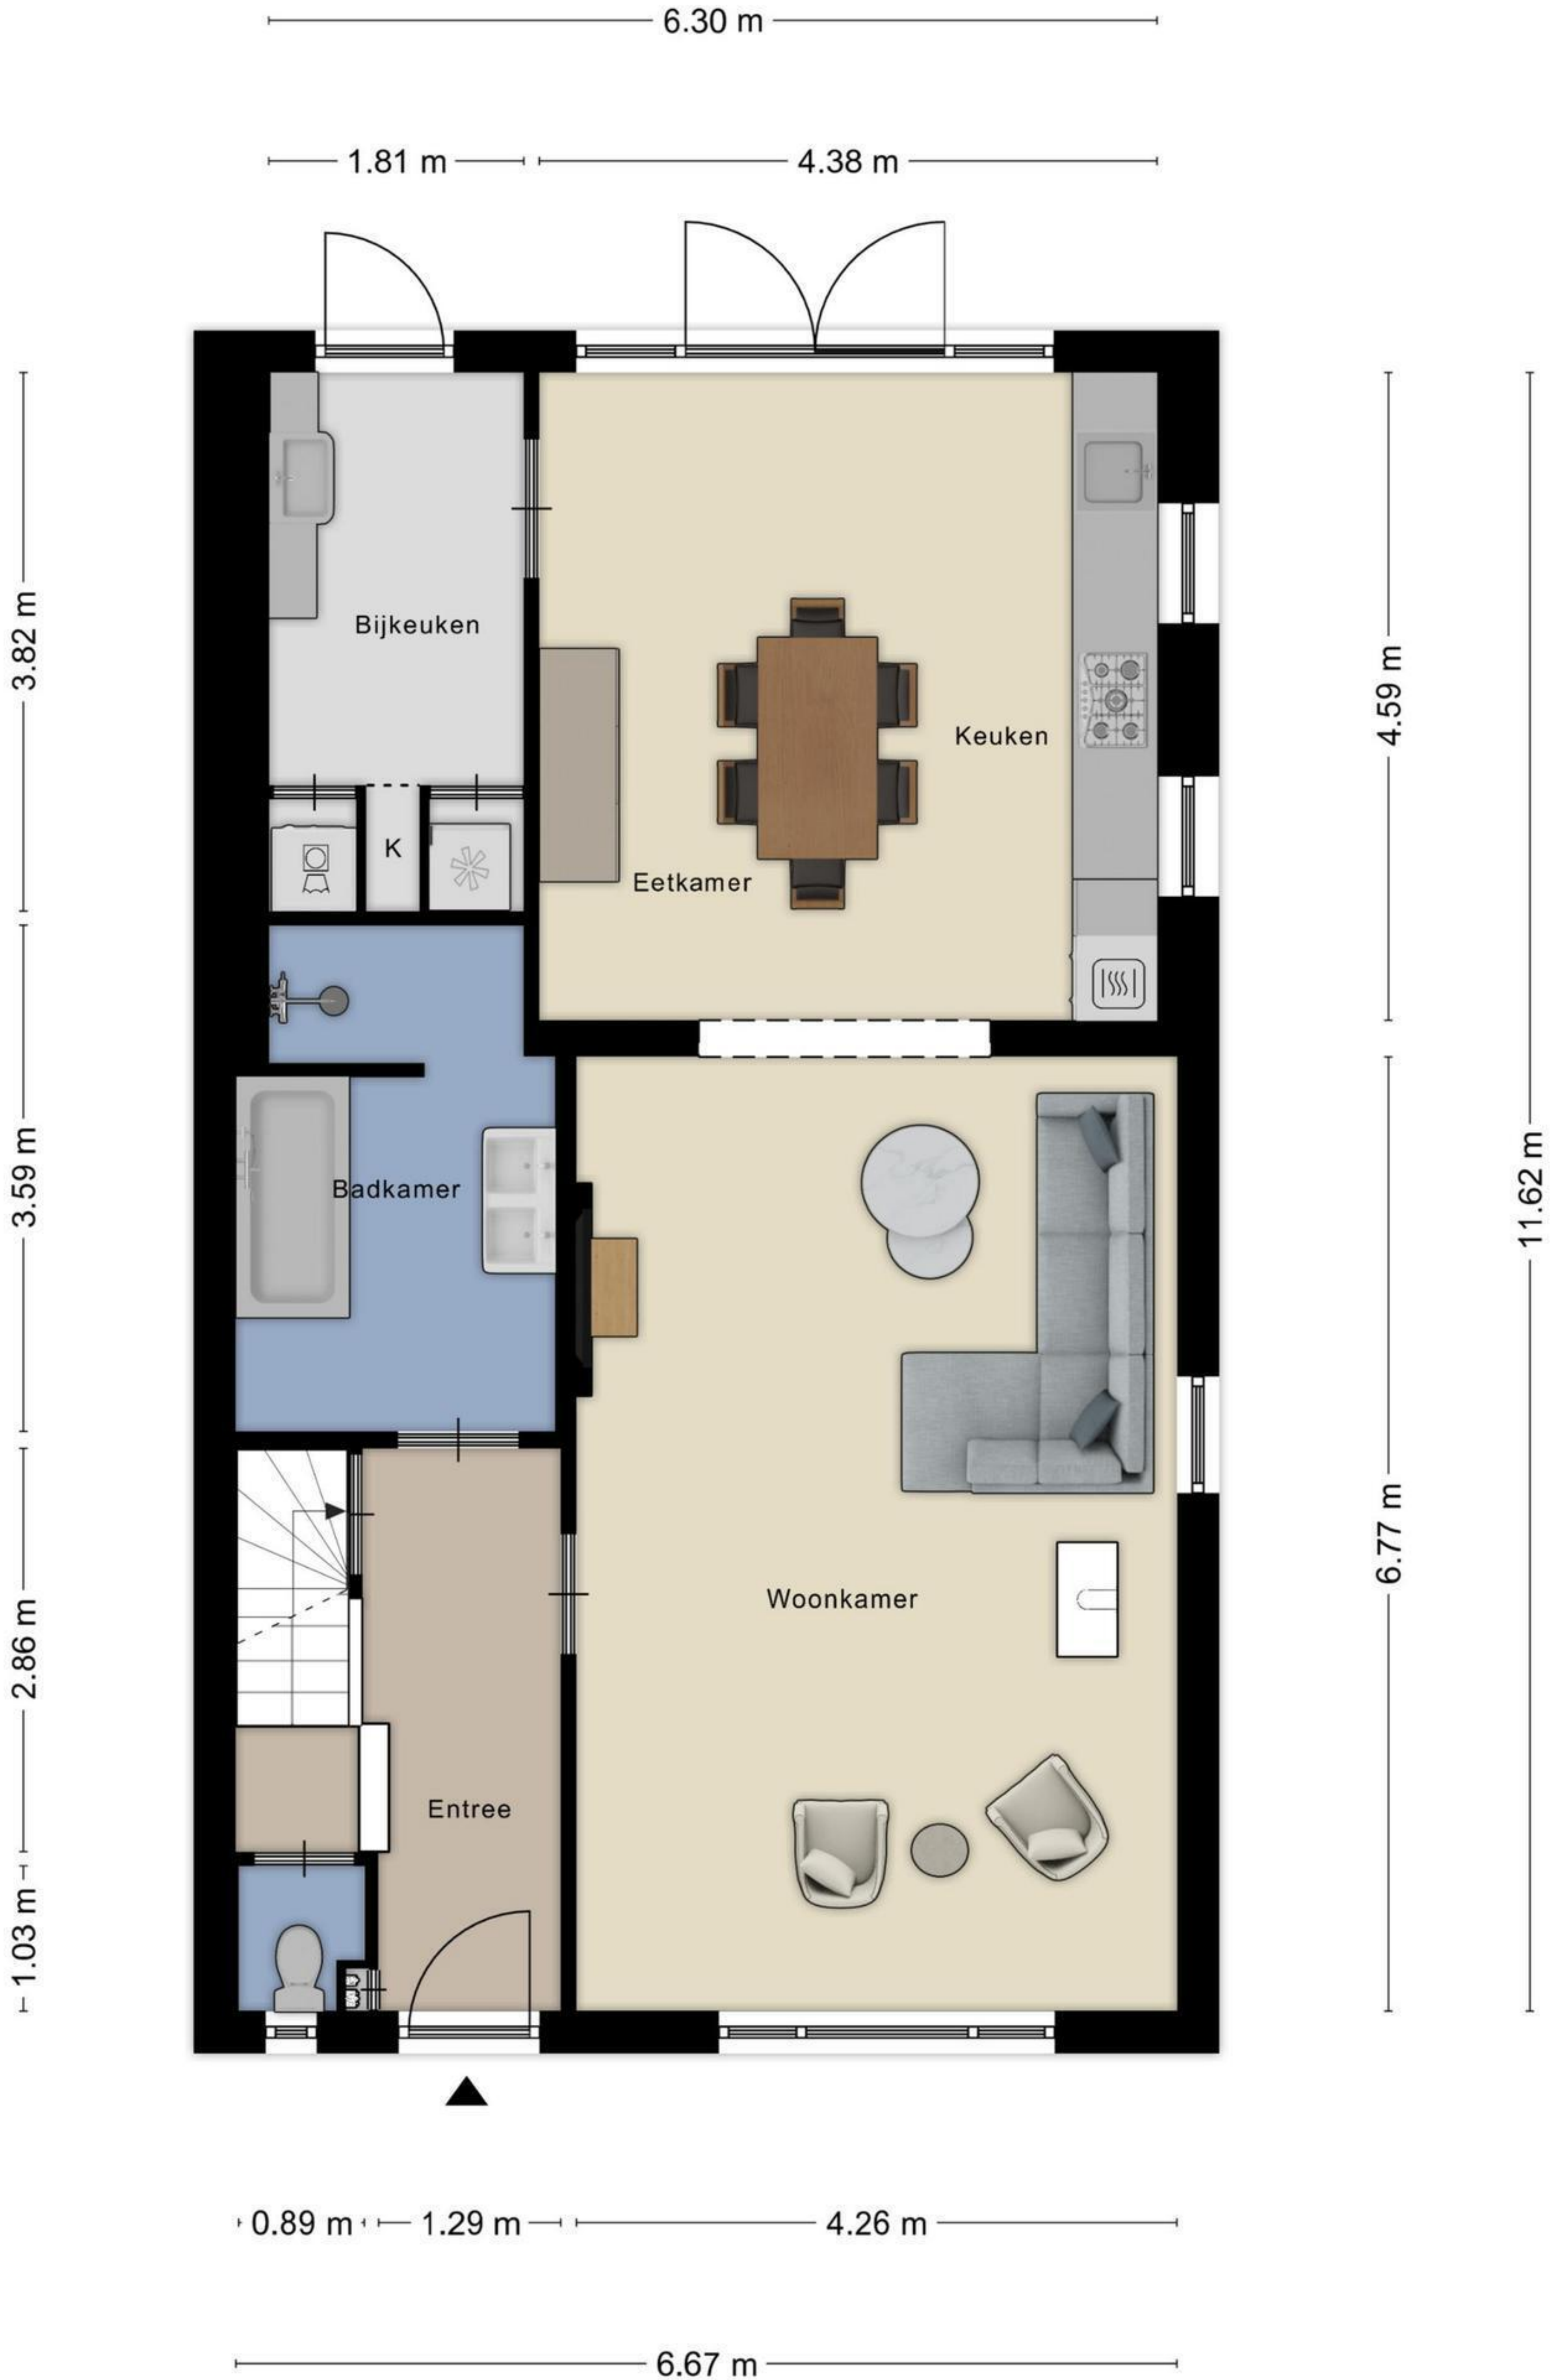 6.30 m
1.81 m
4.38 m
3.82 m
4.59 m
11.62 m
Bijkeuken
Keuken
K
Eetkamer
3.59 m
Badkamer
6.77 m
Woonkamer
2.86 m
Entree
1.03 m
0.89 m
1.29 m
4.26 m
6.67 m